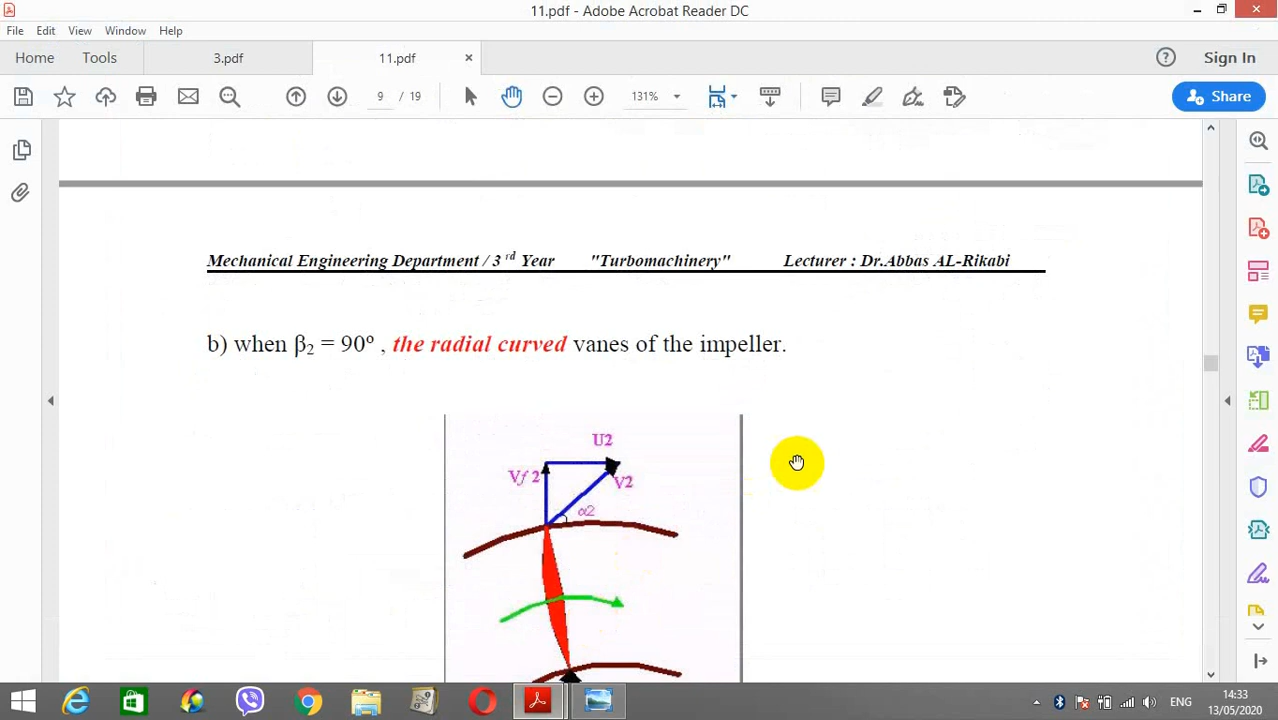 11.pdf - Adobe Acrobat Reader DC
File Edit View Window Help
Home Tools 3.pdf 11.pdf × Sign In
9 / 19 131% Share
Mechanical Engineering Department / 3 rd Year "Turbomachinery" Lecturer : Dr.Abbas AL-Rikabi
b) when β2 = 90º , the radial curved vanes of the impeller.
U2
Vf 2
V2
α2
ENG
14:33
13/05/2020